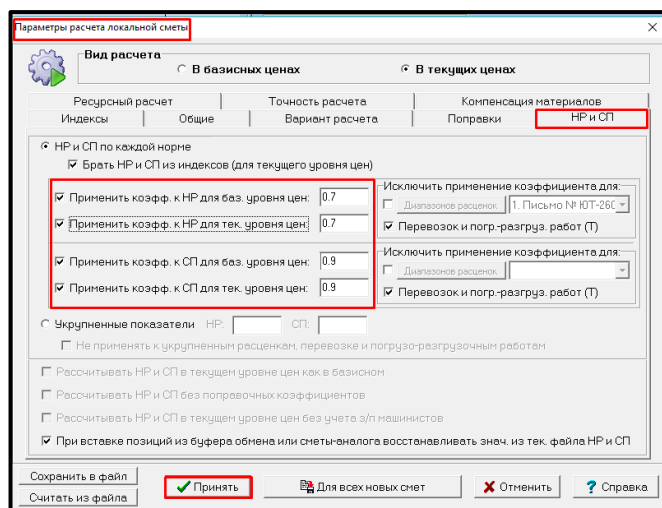 Параметры расчета локальной сметы
Вид расчета
В базисных ценах
В текущих ценах
Ресурсный расчет
Точность расчета
Компенсация материалов
Индексы
Общие
Вариант расчета
Поправки
НР и СП
НР и СП по каждой норме
Брать НР и СП из индексов (для текущего уровня цен)
Применить коэфф. к НР для баз. уровня цен: 0.7
Применить коэфф. к НР для тек. уровня цен: 0.7
Применить коэфф. к СП для баз. уровня цен: 0.9
Применить коэфф. к СП для тек. уровня цен: 0.9
Исключить применение коэффициента для:
Диапазонов расценок 1. Письмо № ЮТ-260
Перевозок и погр.-разгруз. работ (Т)
Исключить применение коэффициента для:
Диапазонов расценок
Перевозок и погр.-разгруз. работ (Т)
Укрупненные показатели НР: СП:
Не применять к укрупненным расценкам, перевозке и погрузо-разгрузочным работам
Рассчитывать НР и СП в текущем уровне цен как в базисном
Рассчитывать НР и СП без поправочных коэффициентов
Рассчитывать НР и СП в текущем уровне цен без учета з/п машинистов
При вставке позиций из буфера обмена или сметы-аналога восстанавливать знач. из тек. файла НР и СП
Сохранить в файл
Считать из файла
Принять
Для всех новых смет
Отменить
? Справка